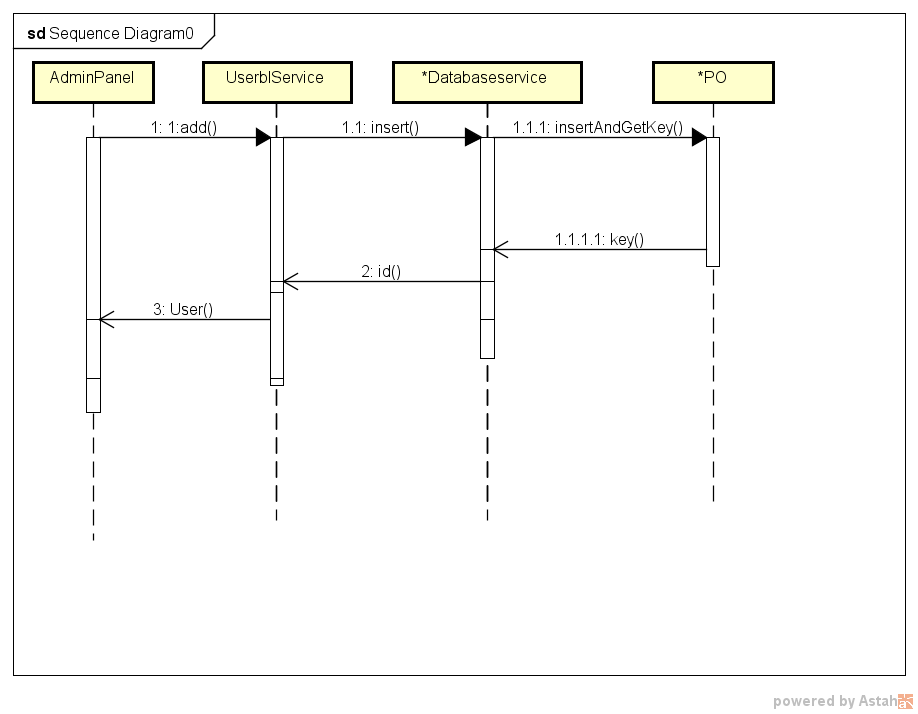 sd Sequence Diagram0
AdminPanel
UserblService
*Databaseservice
*PO
1: 1:add()
1.1: insert()
1.1.1: insertAndGetKey()
1.1.1.1: key()
2: id()
3: User()
powered by Astah